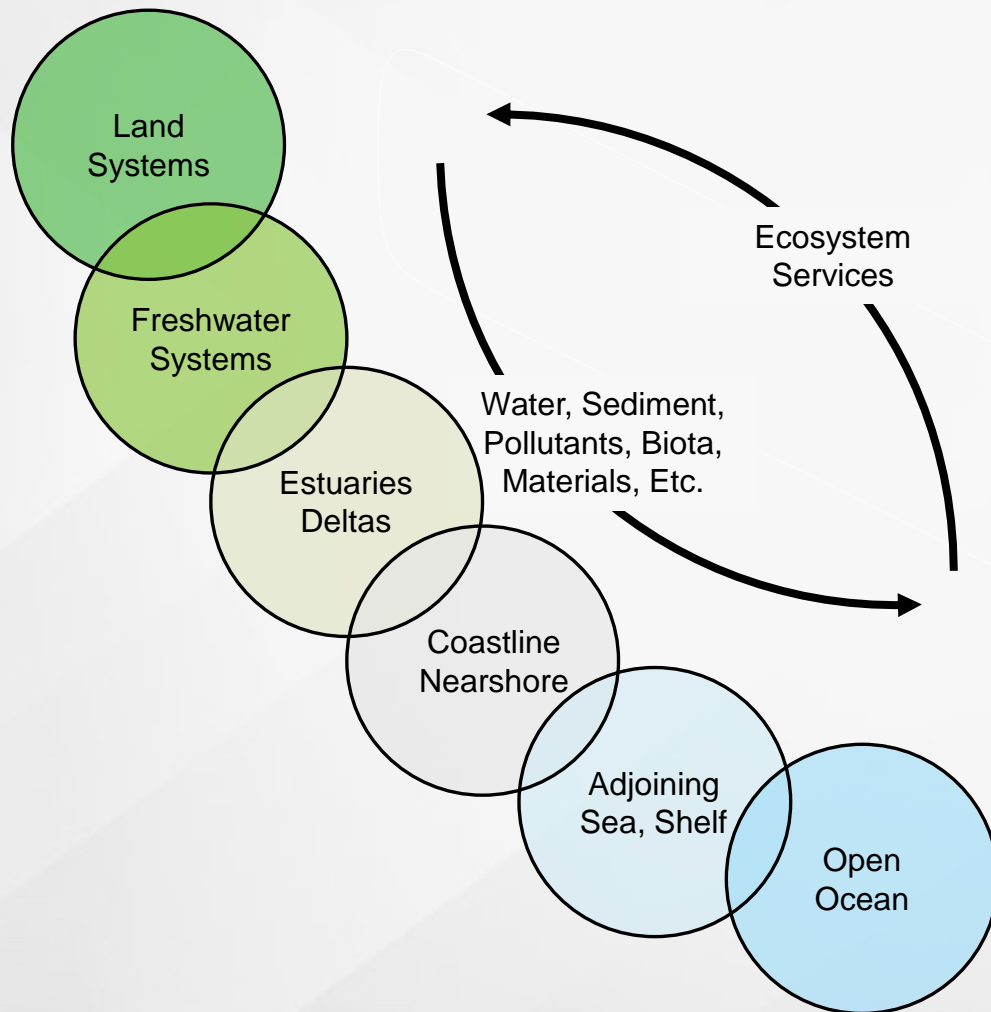 Land
Systems
Ecosystem
Services
Freshwater
Systems
Water, Sediment,
Pollutants, Biota,
Materials, Etc.
Estuaries
Deltas
Coastline
Nearshore
Adjoining
Sea, Shelf
Open
Ocean